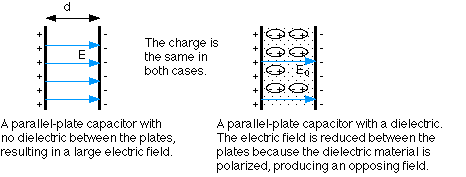 d
E
The charge is
the same in
both cases.
E d
A parallel-plate capacitor with
no dielectric between the plates,
resulting in a large electric field.
A parallel-plate capacitor with a dielectric.
The electric field is reduced between the
plates because the dielectric material is
polarized, producing an opposing field.